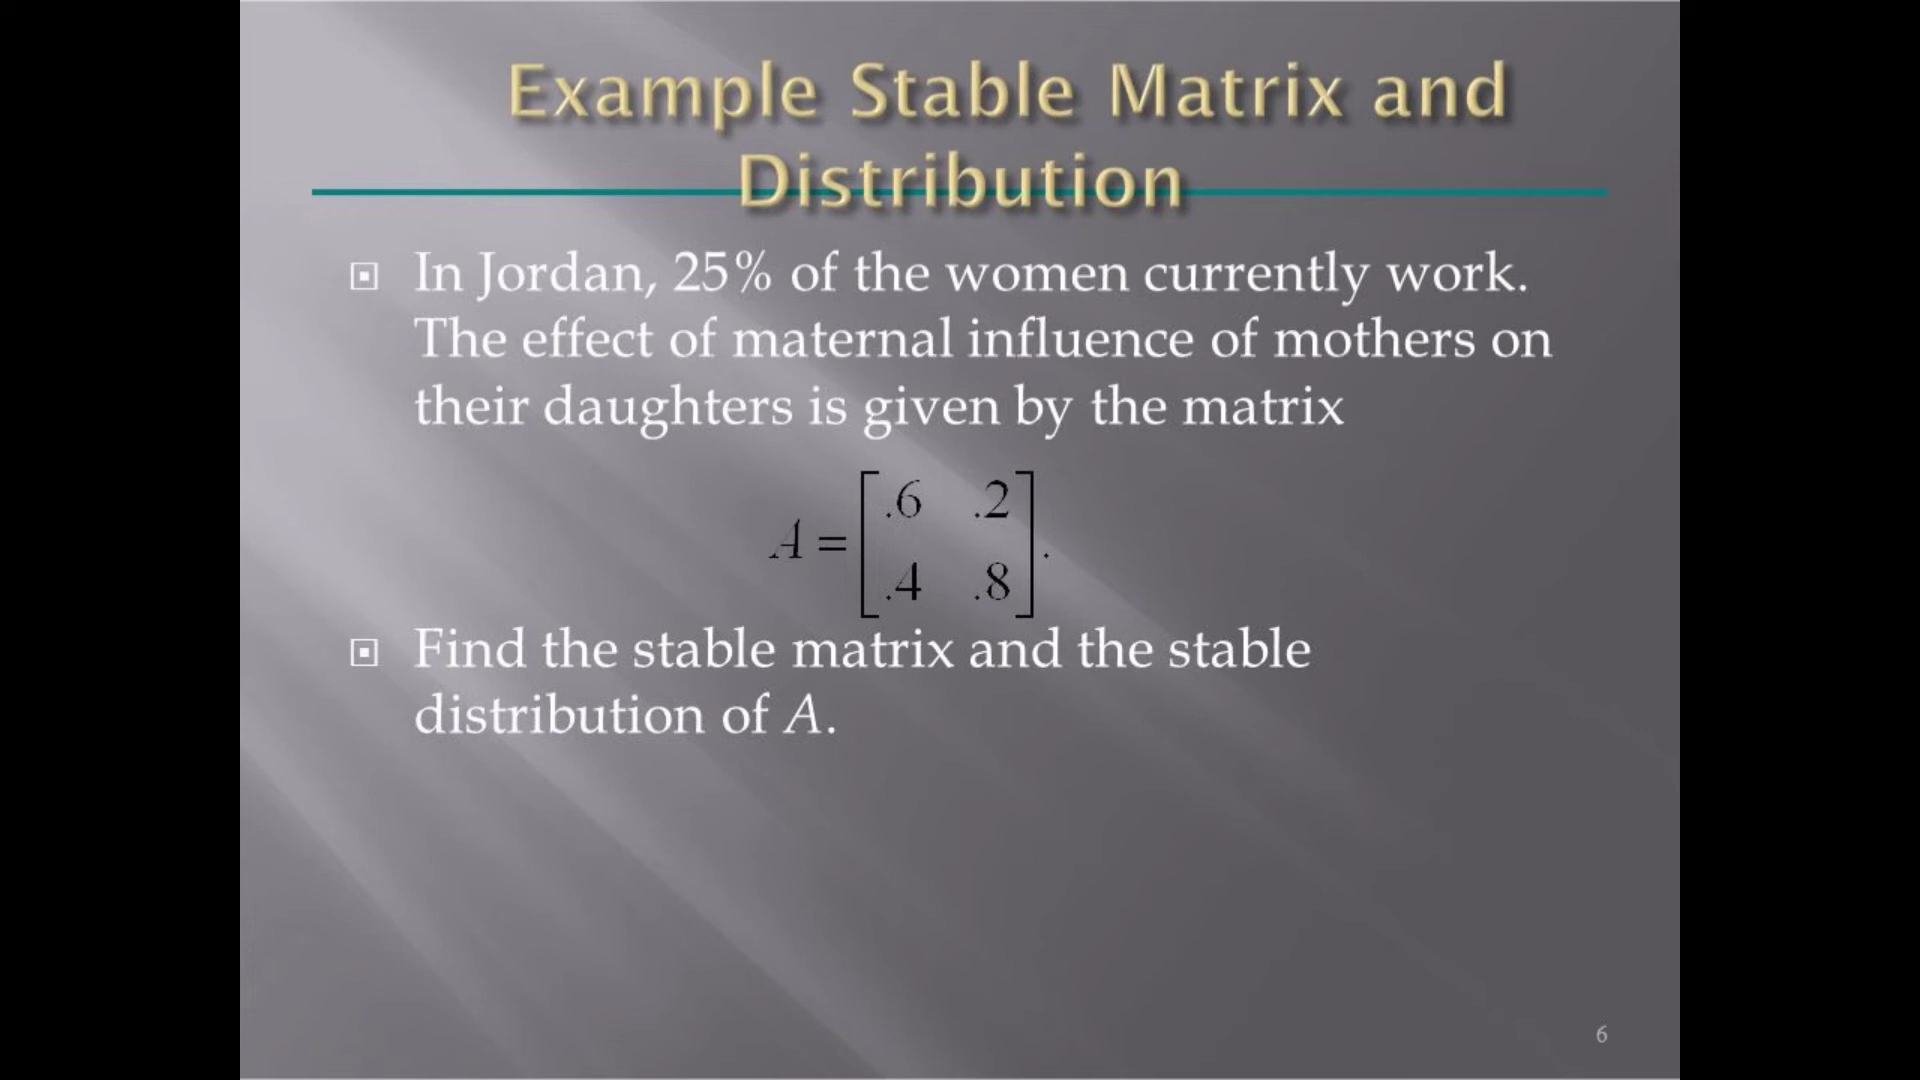 Example Stable Matrix and
Distribution
In Jordan, 25% of the women currently work.
The effect of maternal influence of mothers on
their daughters is given by the matrix
A = [.6 .2
.4 .8].
Find the stable matrix and the stable
distribution of A.
6